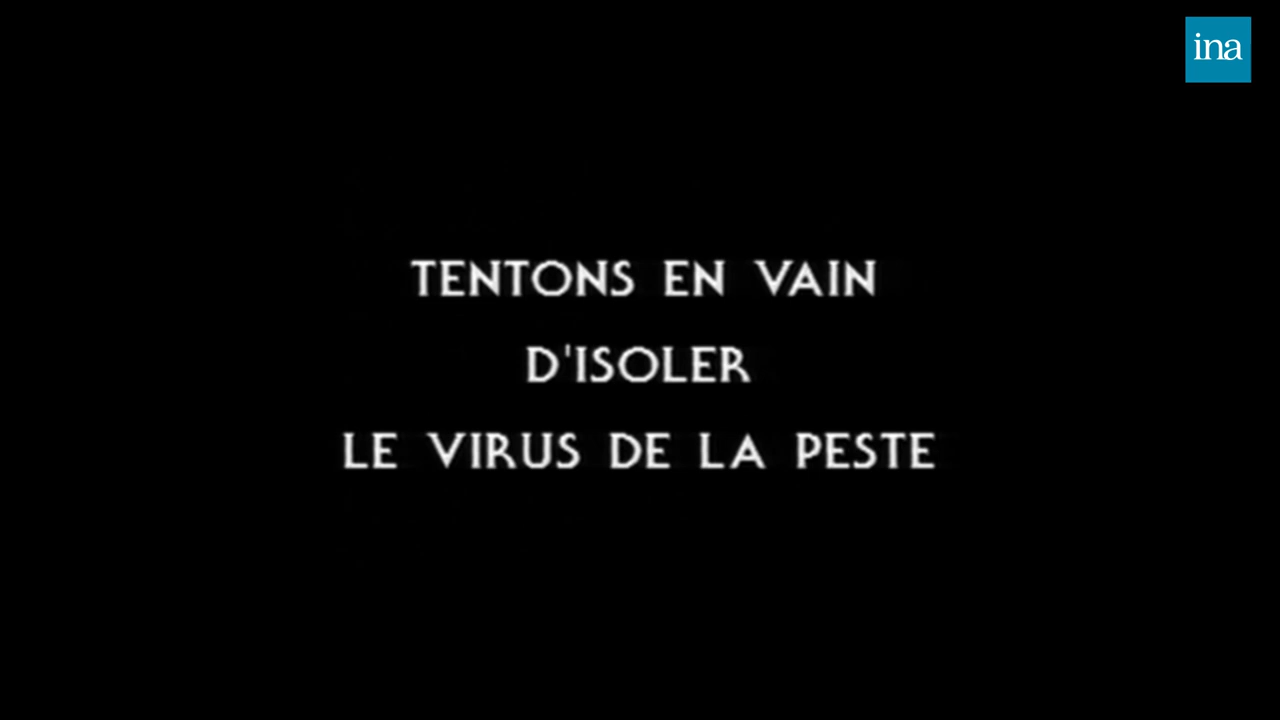 ina
TENTONS EN VAIN
D'ISOLER
LE VIRUS DE LA PESTE